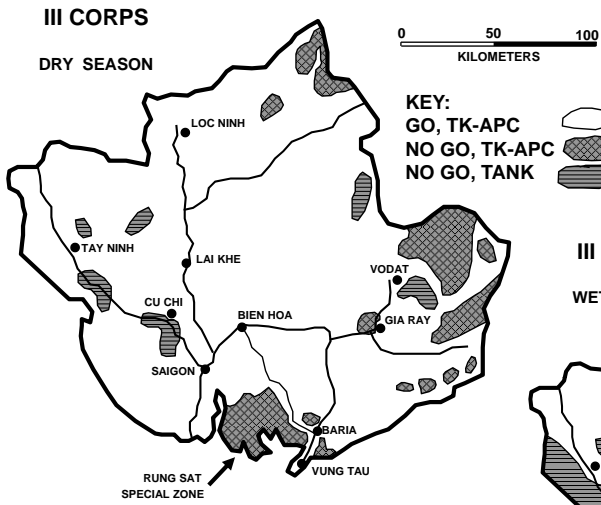 III CORPS
DRY SEASON
0 50 100
KILOMETERS
KEY:
GO, TK-APC
NO GO, TK-APC
NO GO, TANK
LOC NINH
TAY NINH
LAI KHE
VODAT
III
CU CHI
BIEN HOA
GIA RAY
WET
SAIGON
BARIA
VUNG TAU
RUNG SAT
SPECIAL ZONE